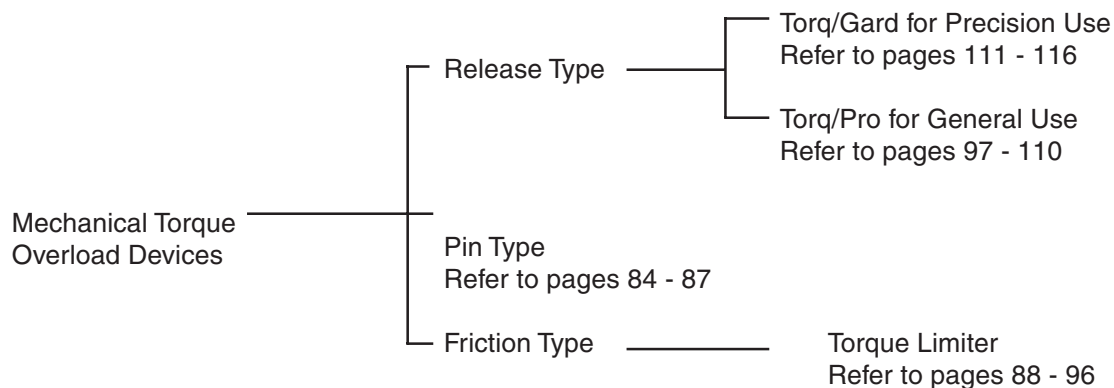 Torq/Gard for Precision Use
Refer to pages 111 - 116
Release Type
Torq/Pro for General Use
Refer to pages 97 - 110
Mechanical Torque
Overload Devices
Pin Type
Refer to pages 84 - 87
Friction Type
Torque Limiter
Refer to pages 88 - 96